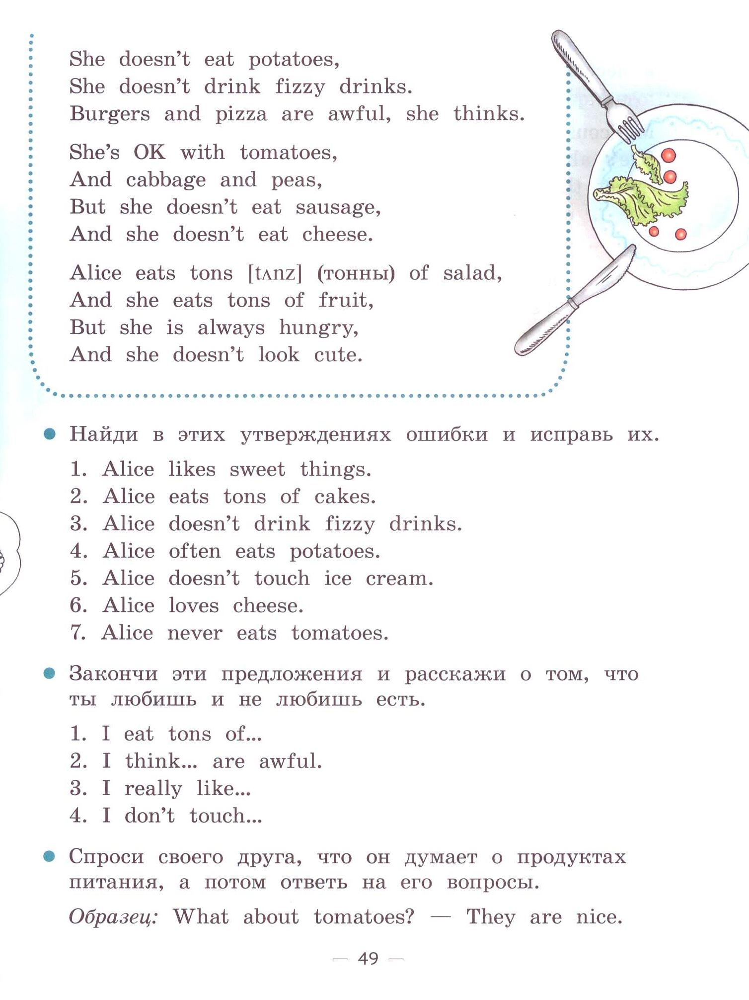 She doesn't eat potatoes,
She doesn't drink fizzy drinks.
Burgers and pizza are awful, she thinks.
She's OK with tomatoes,
And cabbage and peas,
But she doesn't eat sausage,
And she doesn't eat cheese.
Alice eats tons [tʌnz] (тонны) of salad,
And she eats tons of fruit,
But she is always hungry,
And she doesn't look cute.
● Найди в этих утверждениях ошибки и исправь их.
1. Alice likes sweet things.
2. Alice eats tons of cakes.
3. Alice doesn't drink fizzy drinks.
4. Alice often eats potatoes.
5. Alice doesn't touch ice cream.
6. Alice loves cheese.
7. Alice never eats tomatoes.
● Закончи эти предложения и расскажи о том, что
ты любишь и не любишь есть.
1. I eat tons of...
2. I think... are awful.
3. I really like...
4. I don't touch...
● Спроси своего друга, что он думает о продуктах
питания, а потом ответь на его вопросы.
Образец: What about tomatoes? — They are nice.
— 49 —